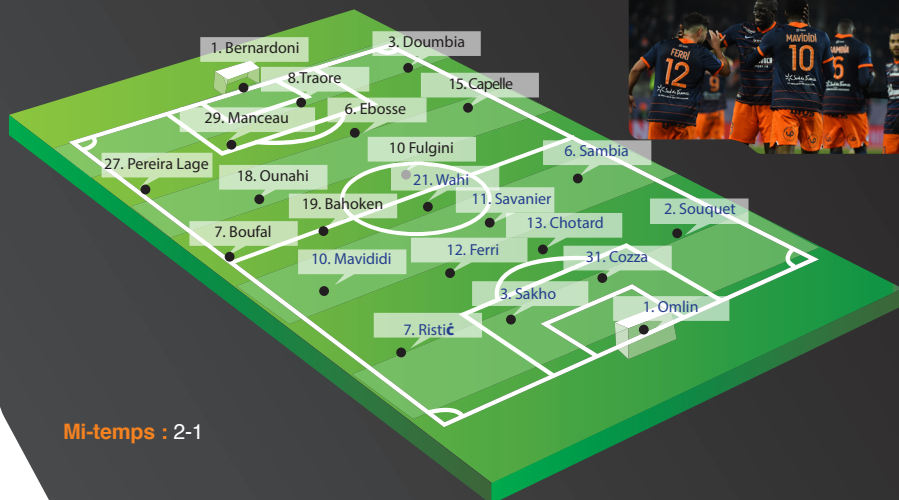 1. Bernardoni
3. Doumbia
8.Traore
15. Capelle
29. Manceau
6. Ebosse
10 Fulgini
27. Pereira Lage
18. Ounahi
6. Sambia
21. Wahi
19. Bahoken
11. Savanier
2. Souquet
7. Boufal
13. Chotard
10. Mavididi
12. Ferri
31. Cozza
3. Sakho
1. Omlin
7. Ristić
Mi-temps : 2-1
FERRI
12
MAVIDIDI
10
SAMBIA
5